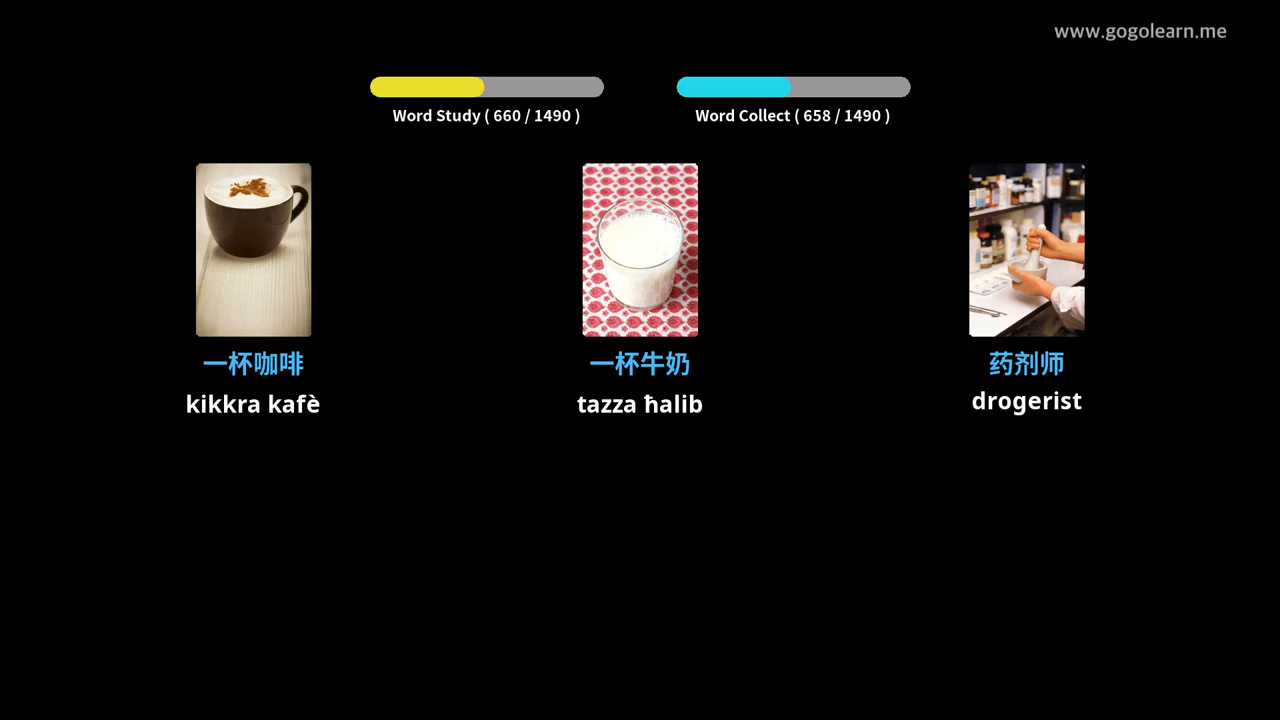 www.gogolearn.me
Word Study ( 660 / 1490 )
Word Collect ( 658 / 1490 )
一杯咖啡
一杯牛奶
药剂师
kikkra kafè
tazza ħalib
drogerist